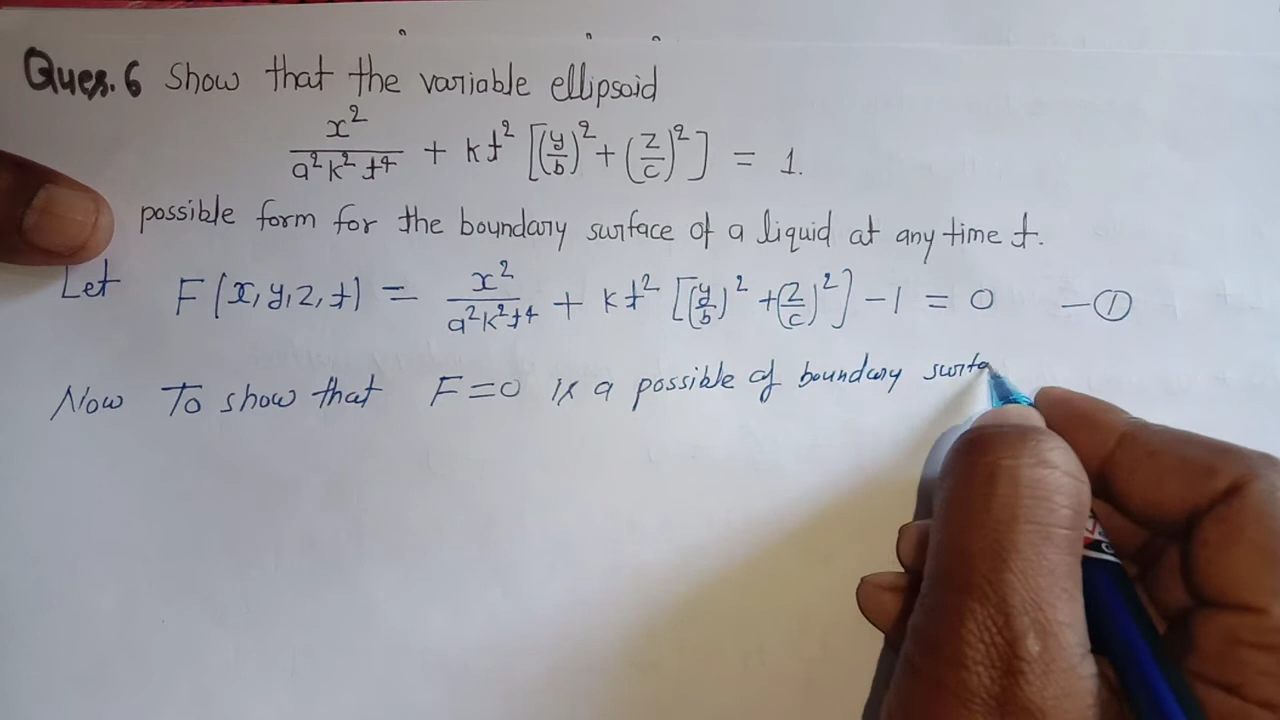 Ques. 6 Show that the variable ellipsoid
x²/a²k²t⁴ + kt² [(y/b)² + (z/c)²] = 1.
possible form for the boundary surface of a liquid at any time t.
Let F(x,y,z,t) = x²/a²k²t⁴ + kt² [(y/b)² + (z/c)²] - 1 = 0 — ①
Now To show that F=0 is a possible of boundary surfa